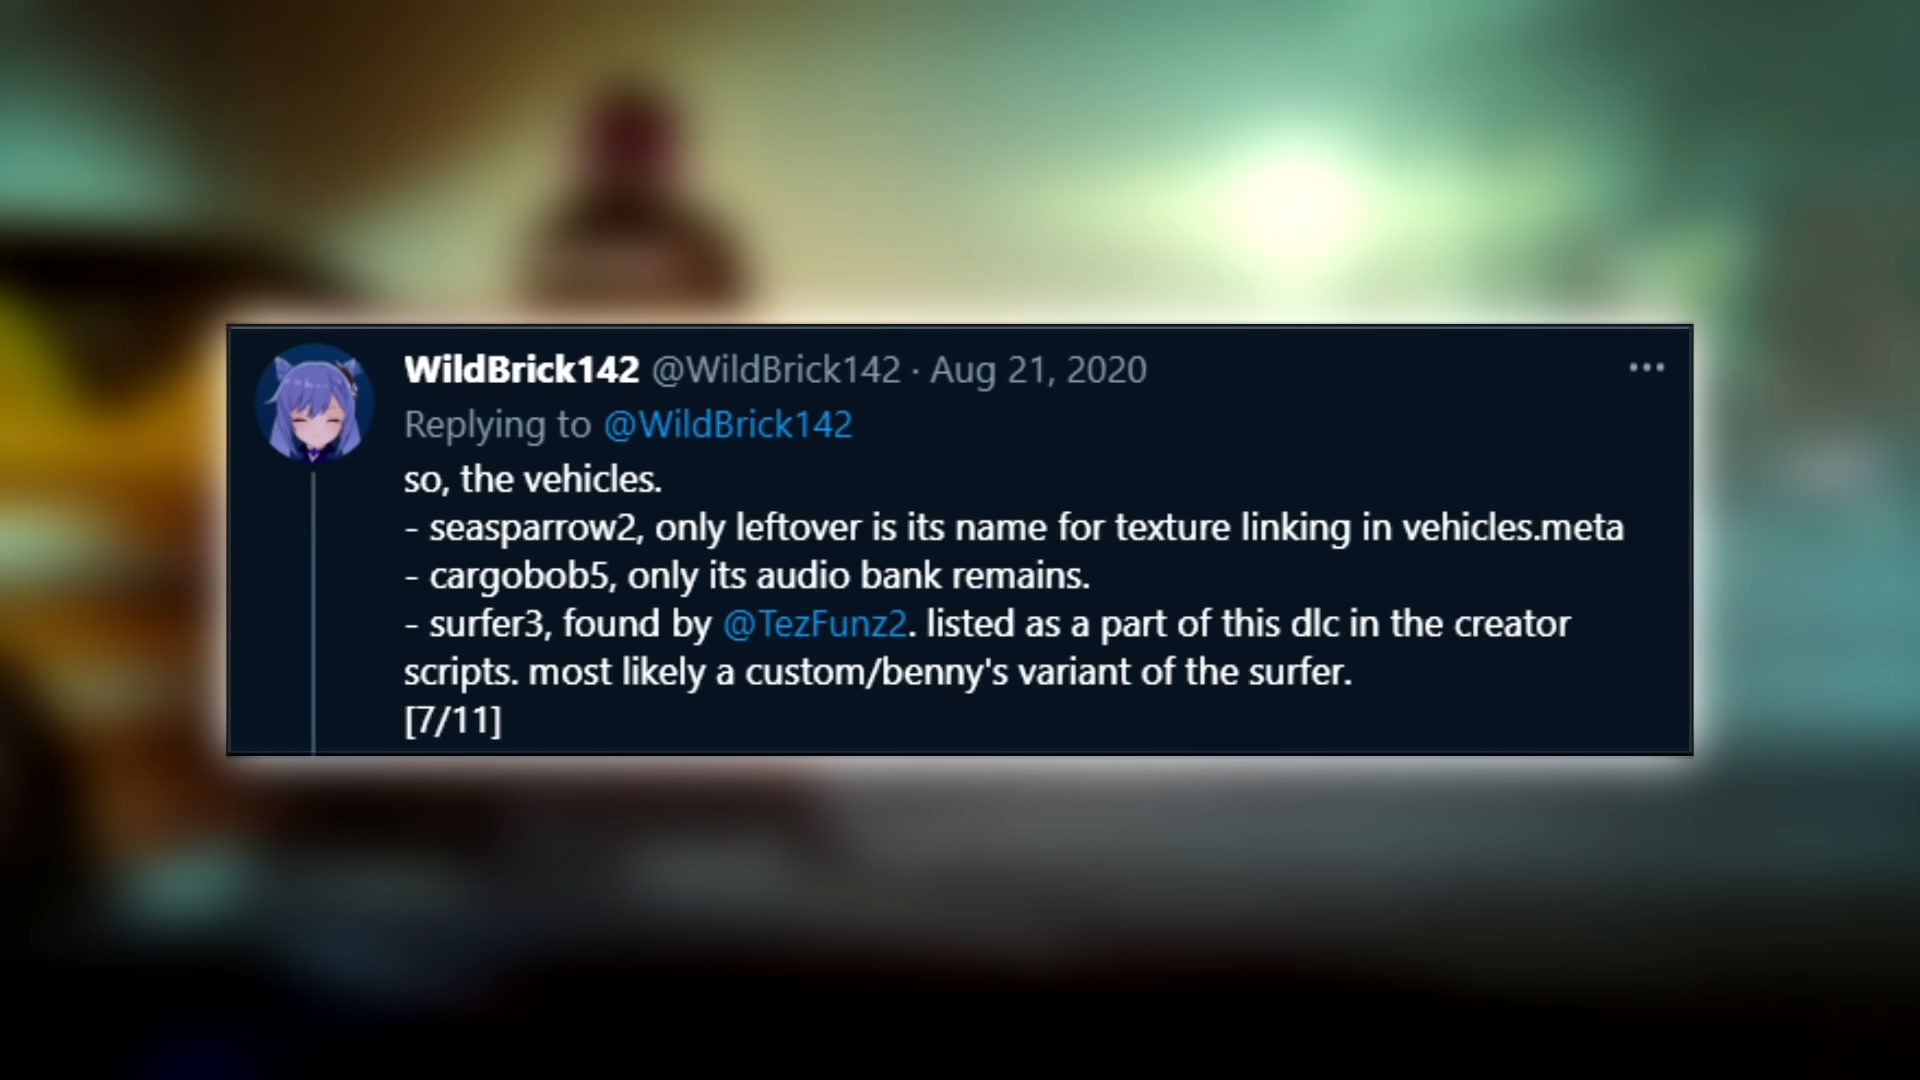 WildBrick142 @WildBrick142 · Aug 21, 2020
Replying to @WildBrick142
so, the vehicles.
- seasparrow2, only leftover is its name for texture linking in vehicles.meta
- cargobob5, only its audio bank remains.
- surfer3, found by @TezFunz2. listed as a part of this dlc in the creator
scripts. most likely a custom/benny's variant of the surfer.
[7/11]